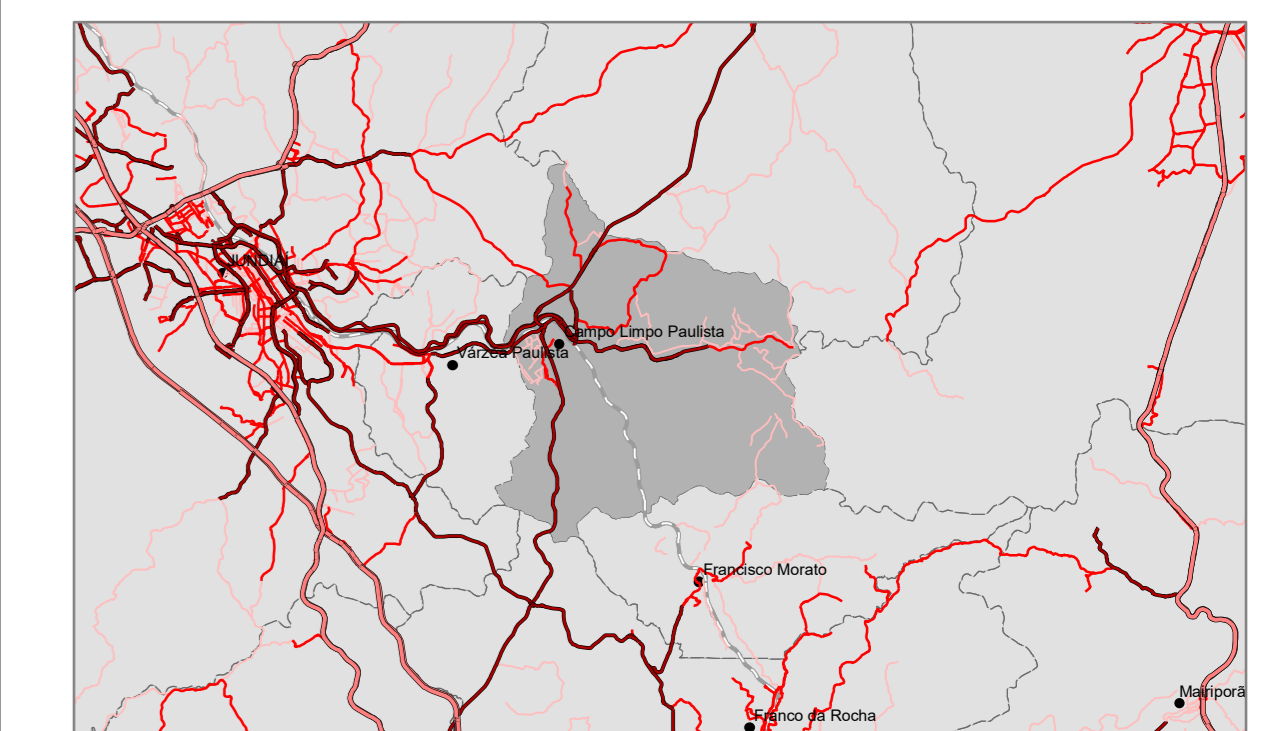 JUNDIAÍ
Campo Limpo Paulista
Várzea Paulista
Francisco Morato
Mairiporã
Franco da Rocha